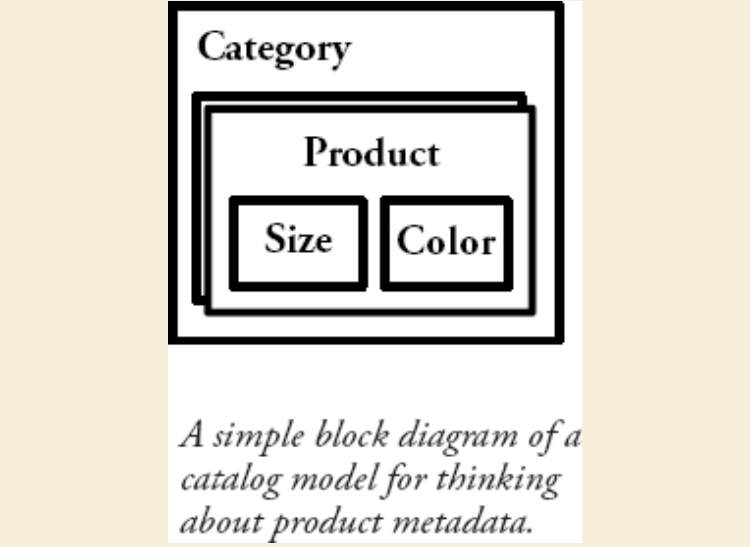 Category
Product
Size Color
A simple block diagram of a
catalog model for thinking
about product metadata.